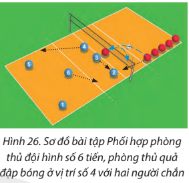 Hình 26. Sơ đồ bài tập Phối hợp phòng
thủ đội hình số 6 tiến, phòng thủ quả
đập bóng ở vị trí số 4 với hai người chắn